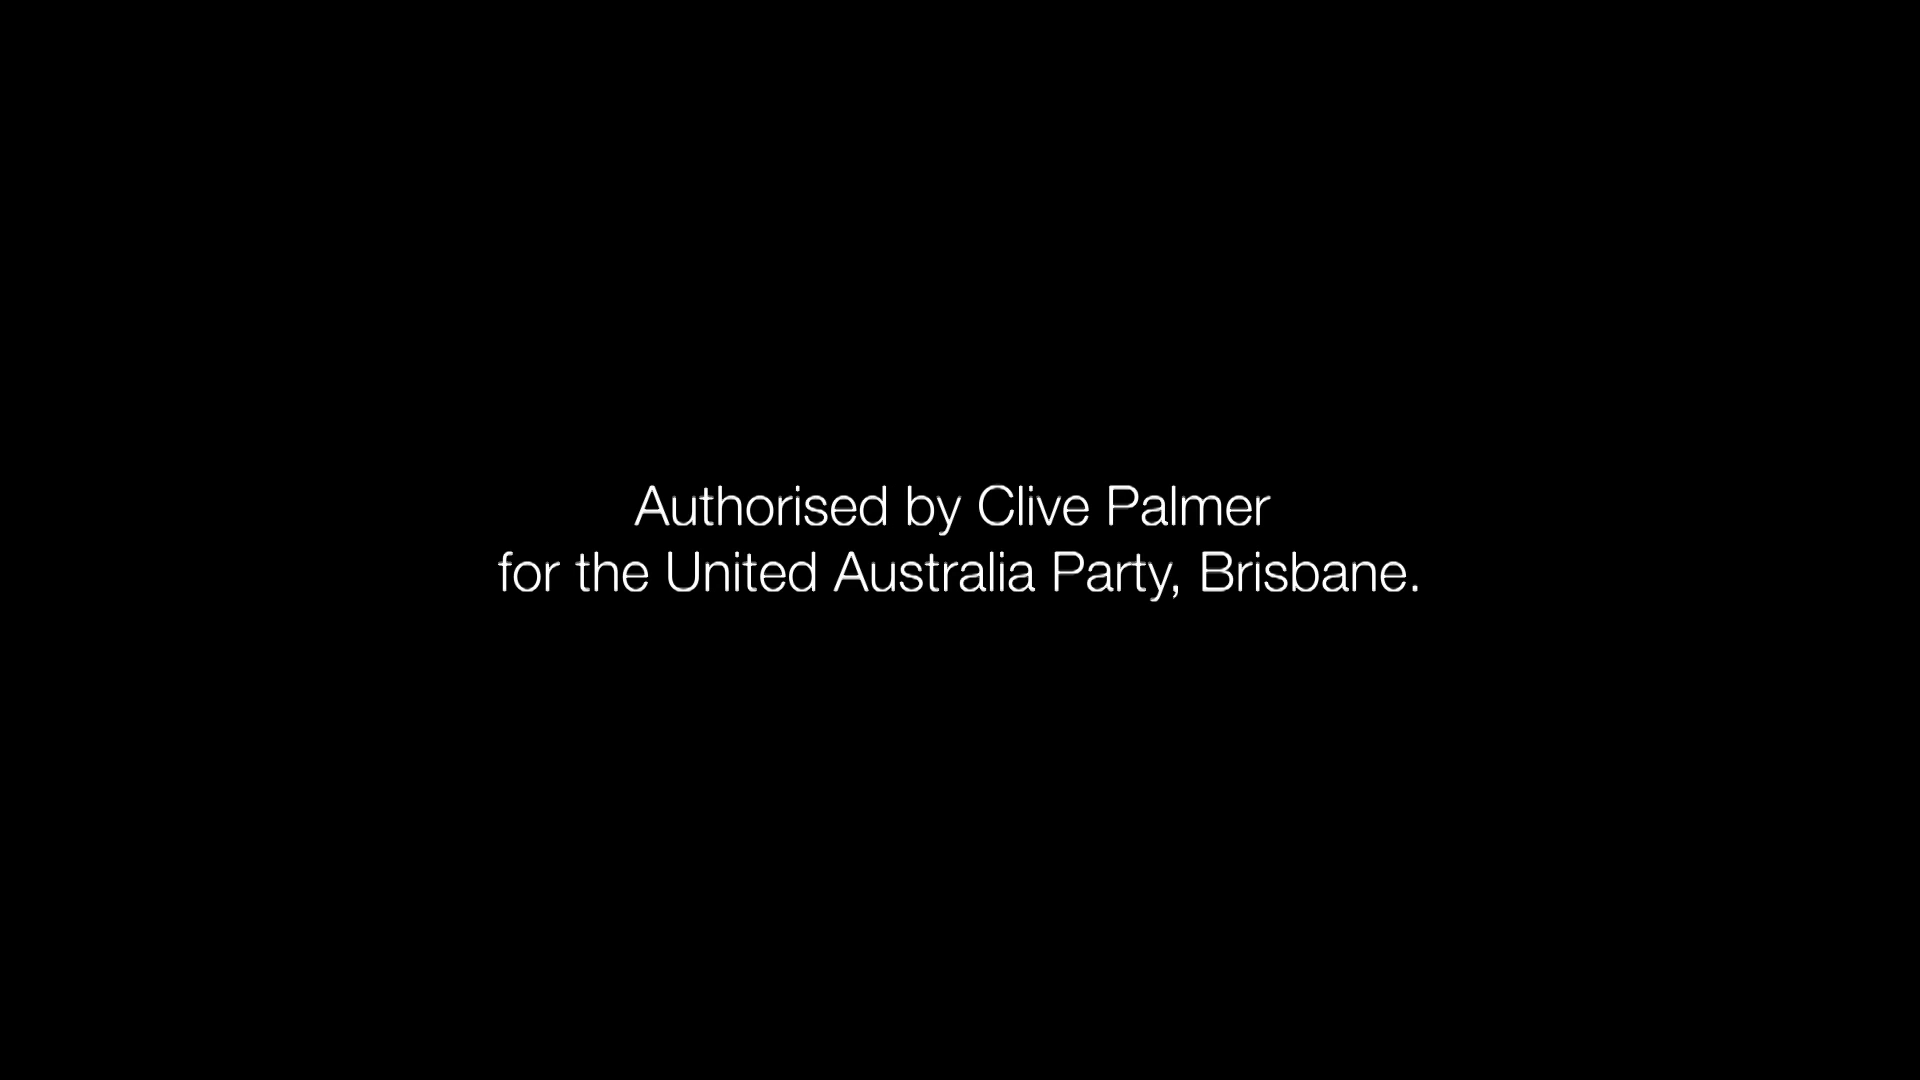 Authorised by Clive Palmer
for the United Australia Party, Brisbane.